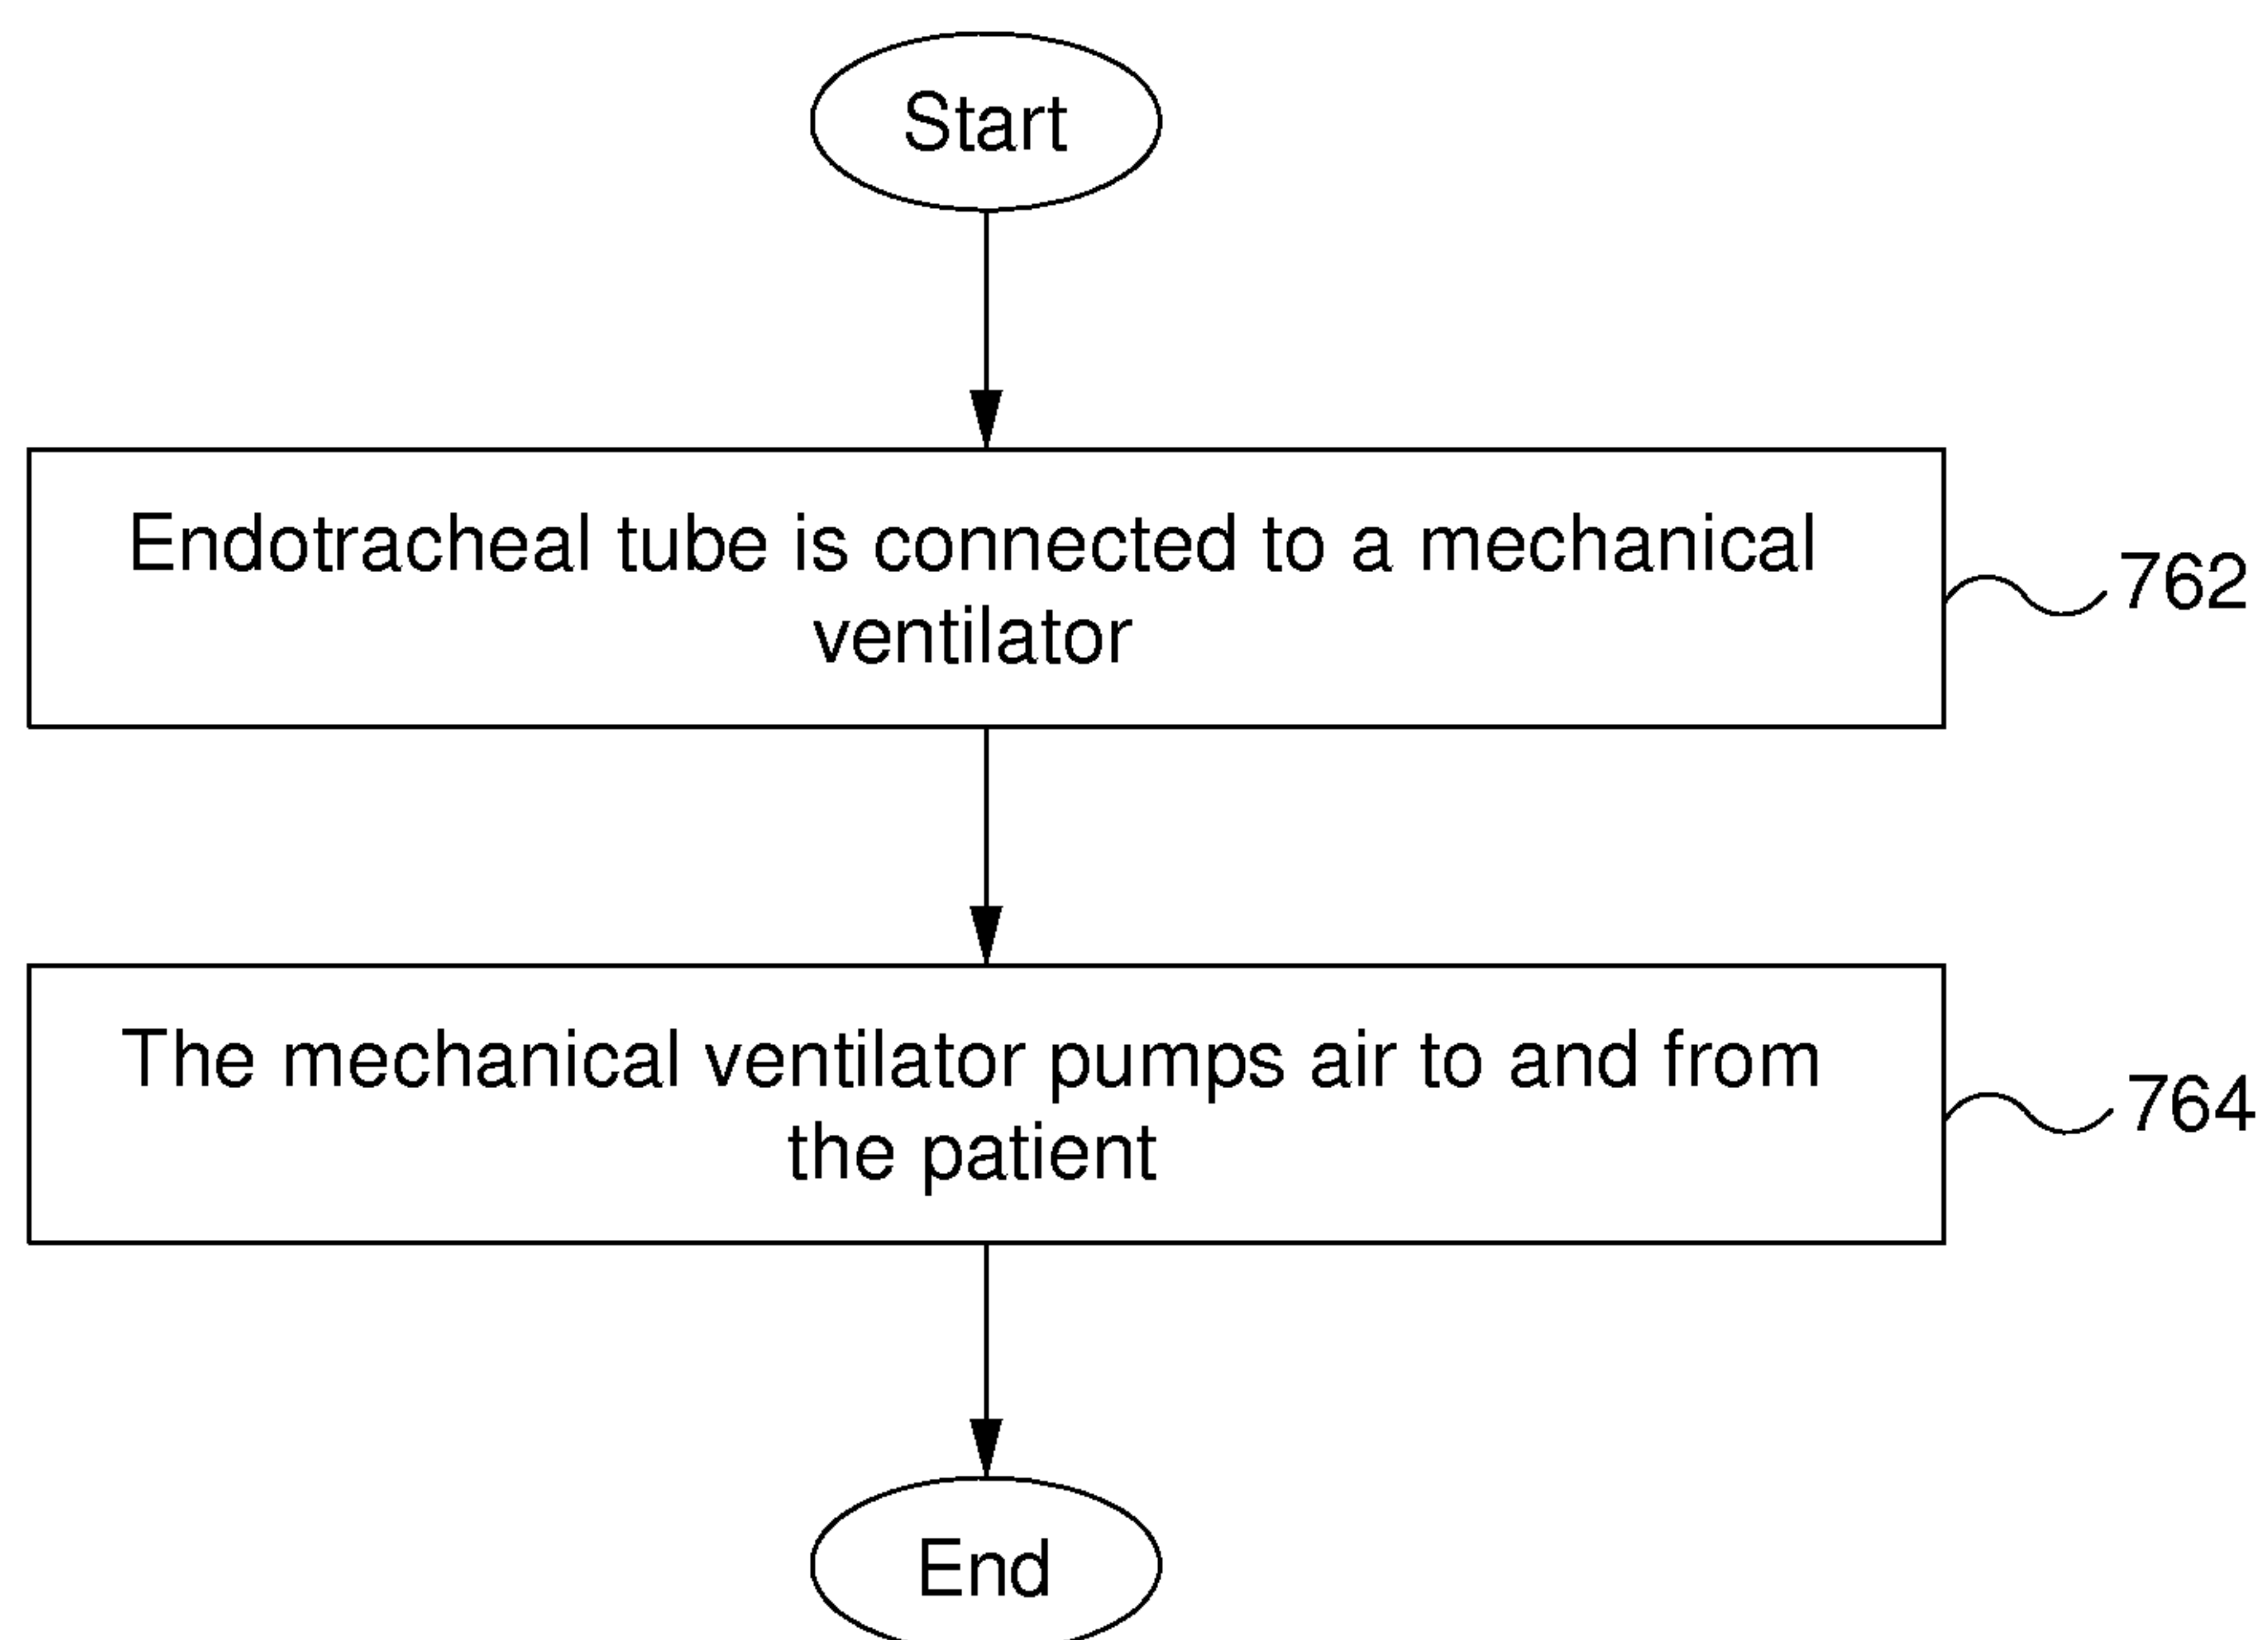 Start
Endotracheal tube is connected to a mechanical
ventilator
762
The mechanical ventilator pumps air to and from
the patient
764
End